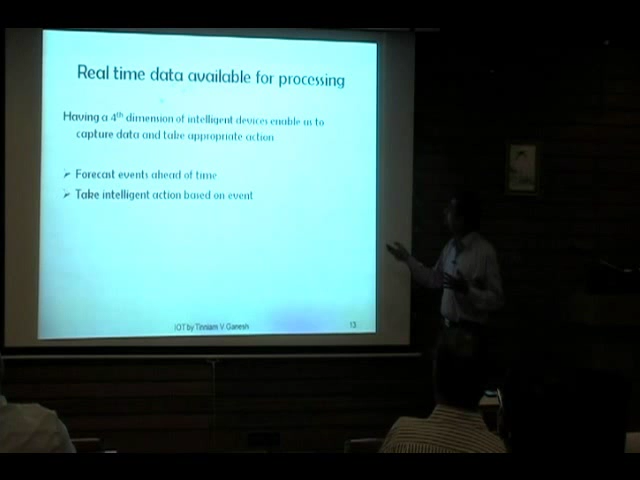 Real time data available for processing
Having a 4th dimension of intelligent devices enable us to
capture data and take appropriate action
➢ Forecast events ahead of time
➢ Take intelligent action based on event
IOT by Tinniam V Ganesh
13